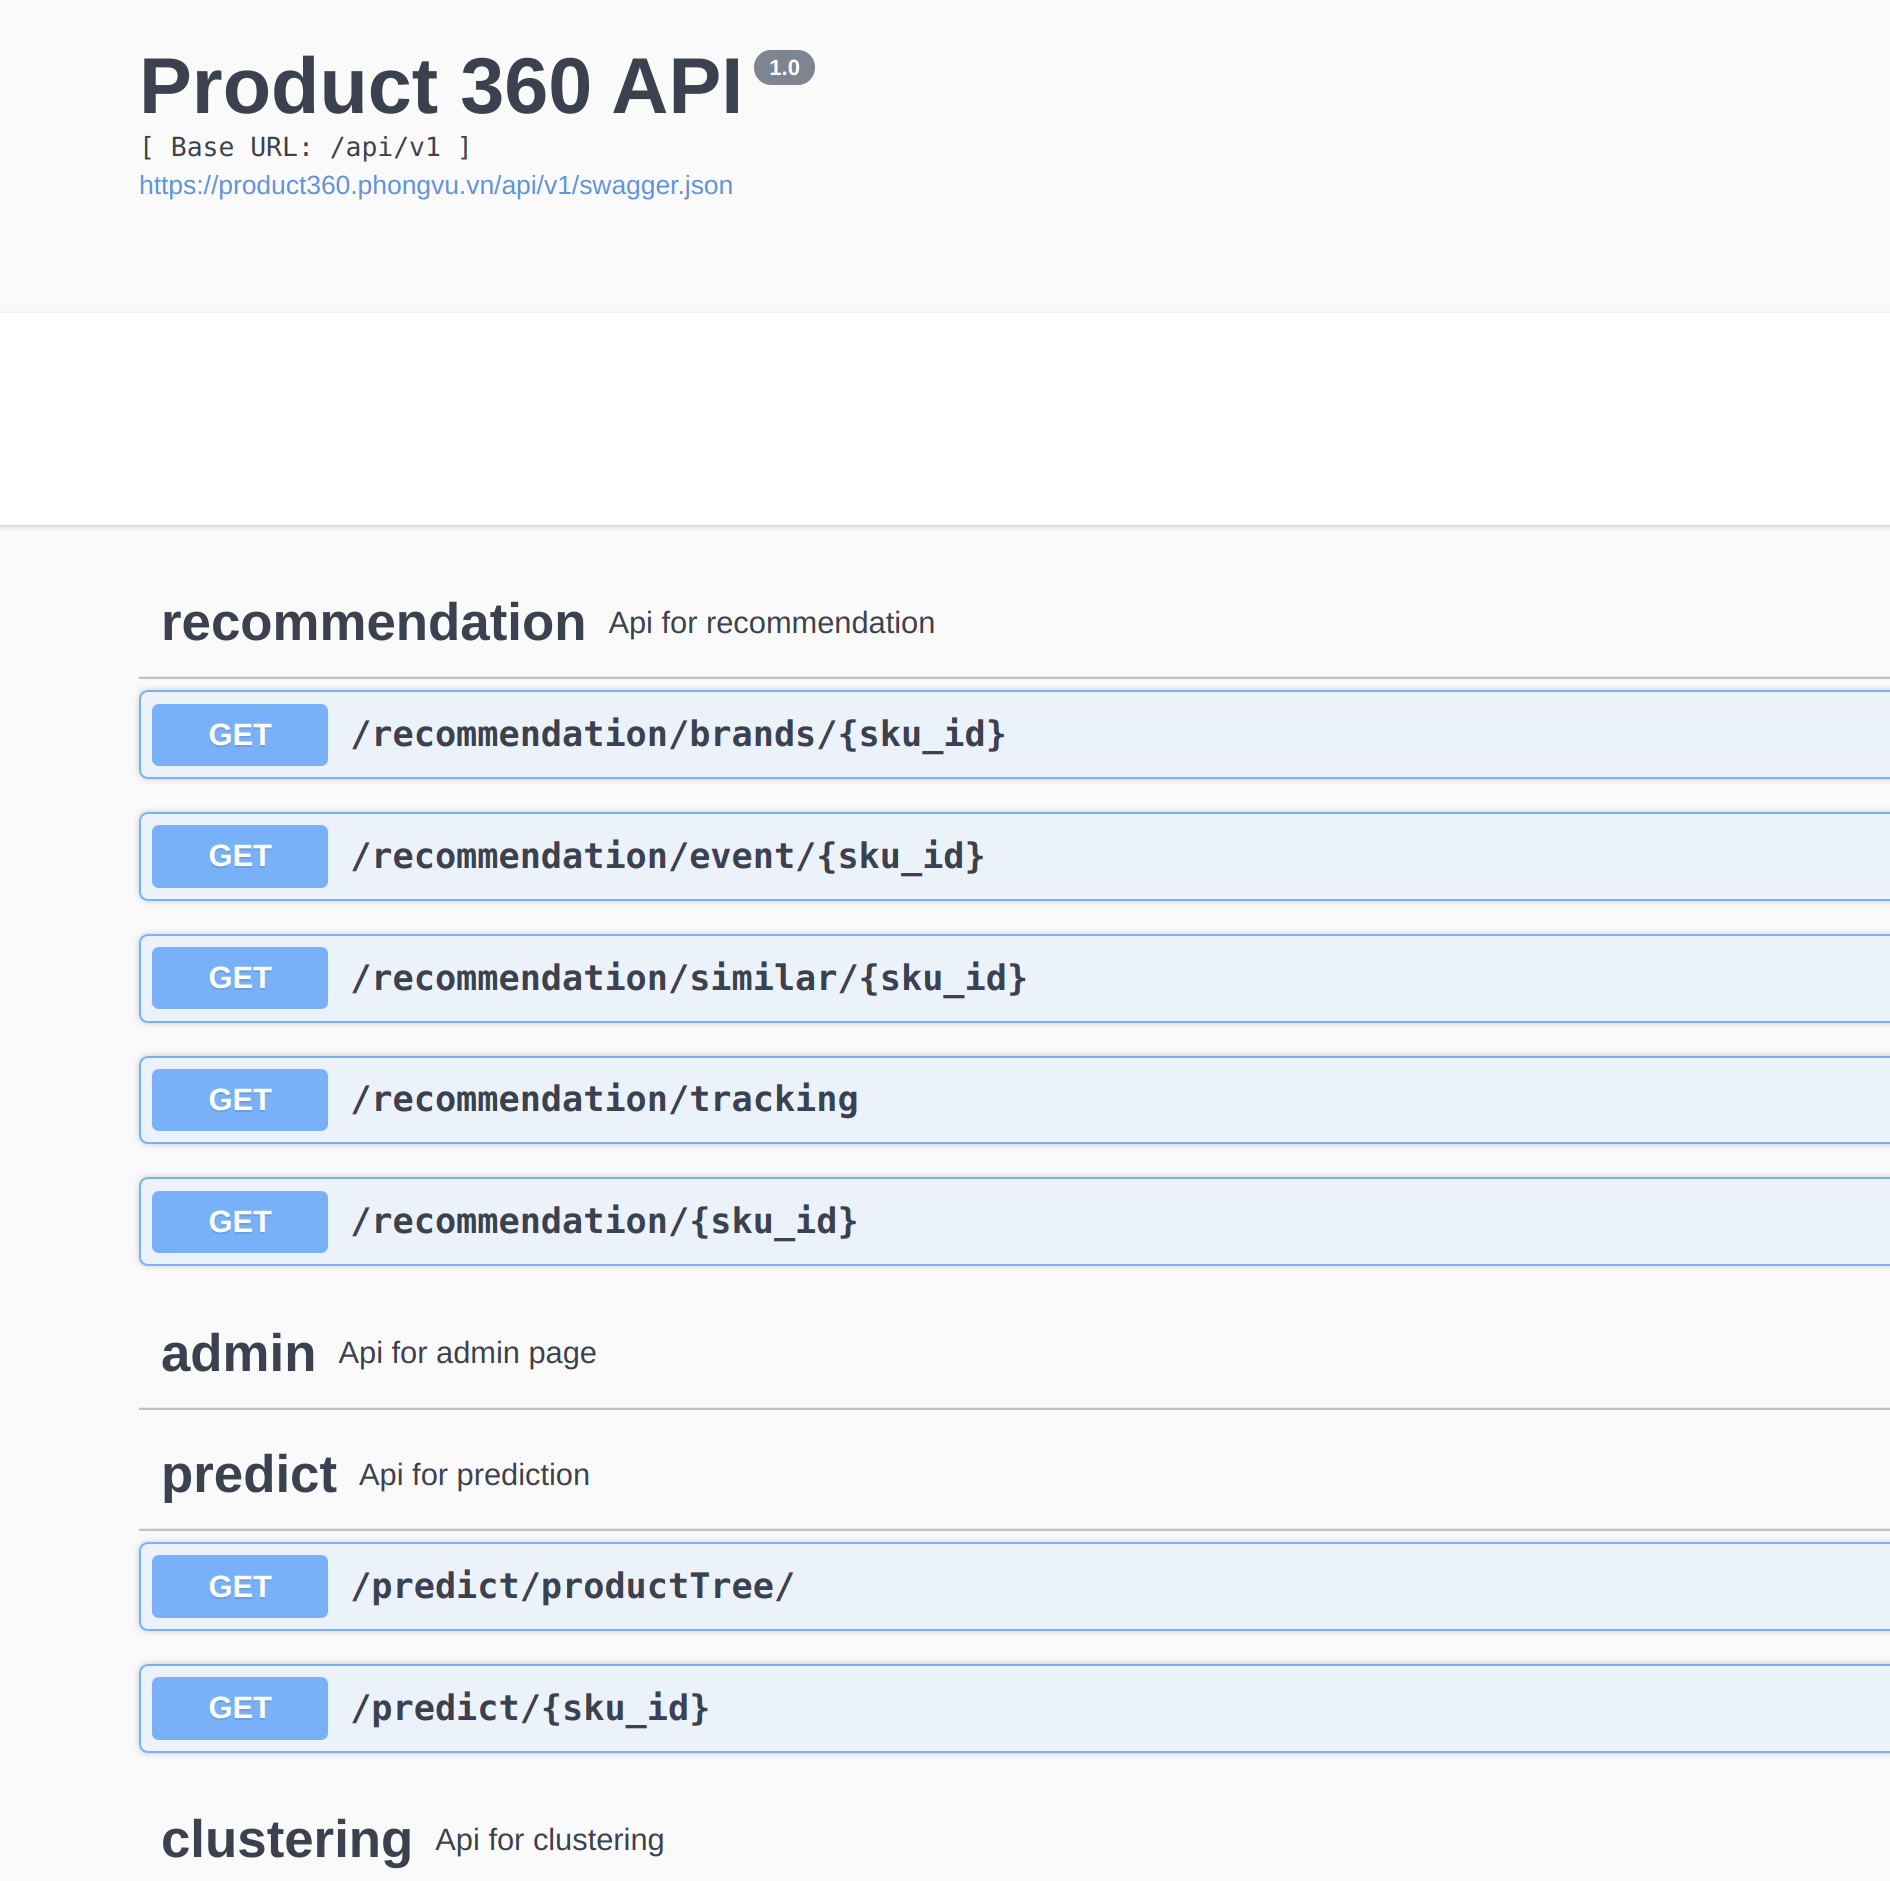 Product 360 API 1.0
[ Base URL: /api/v1 ]
https://product360.phongvu.vn/api/v1/swagger.json
recommendation Api for recommendation
GET /recommendation/brands/{sku_id}
GET /recommendation/event/{sku_id}
GET /recommendation/similar/{sku_id}
GET /recommendation/tracking
GET /recommendation/{sku_id}
admin Api for admin page
predict Api for prediction
GET /predict/productTree/
GET /predict/{sku_id}
clustering Api for clustering